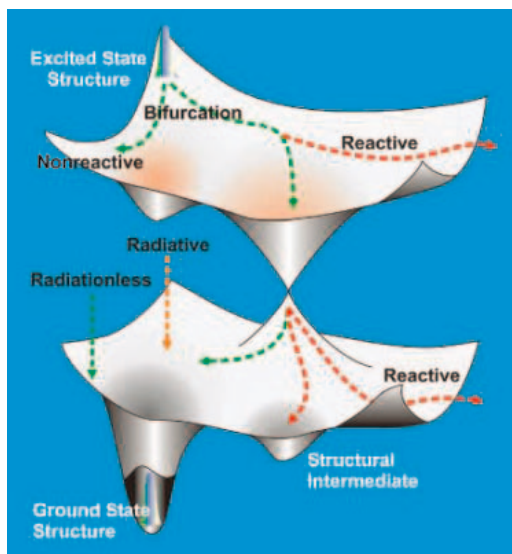 Excited State
Structure
Bifurcation
Reactive
Nonreactive
Radiative
Radiationless
Reactive
Structural
Intermediate
Ground State
Structure